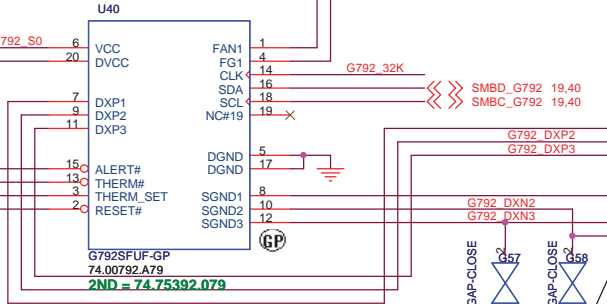 U40
792_S0
6 VCC
20 DVCC
FAN1 1
FG1 4
CLK 14 G792_32K
SDA 16 SMBD_G792 19,40
SCL 18 SMBC_G792 19,40
NC#19 19
7 DXP1
9 DXP2
11 DXP3
G792_DXP2
G792_DXP3
DGND 5
DGND 17
15 ALERT#
13 THERM#
3 THERM_SET
2 RESET#
SGND1 8
SGND2 10 G792_DXN2
SGND3 12 G792_DXN3
GP
G792SFUF-GP
74.00792.A79
2ND = 74.75392.079
GAP-CLOSE
2
G57
GAP-CLOSE
2
G58